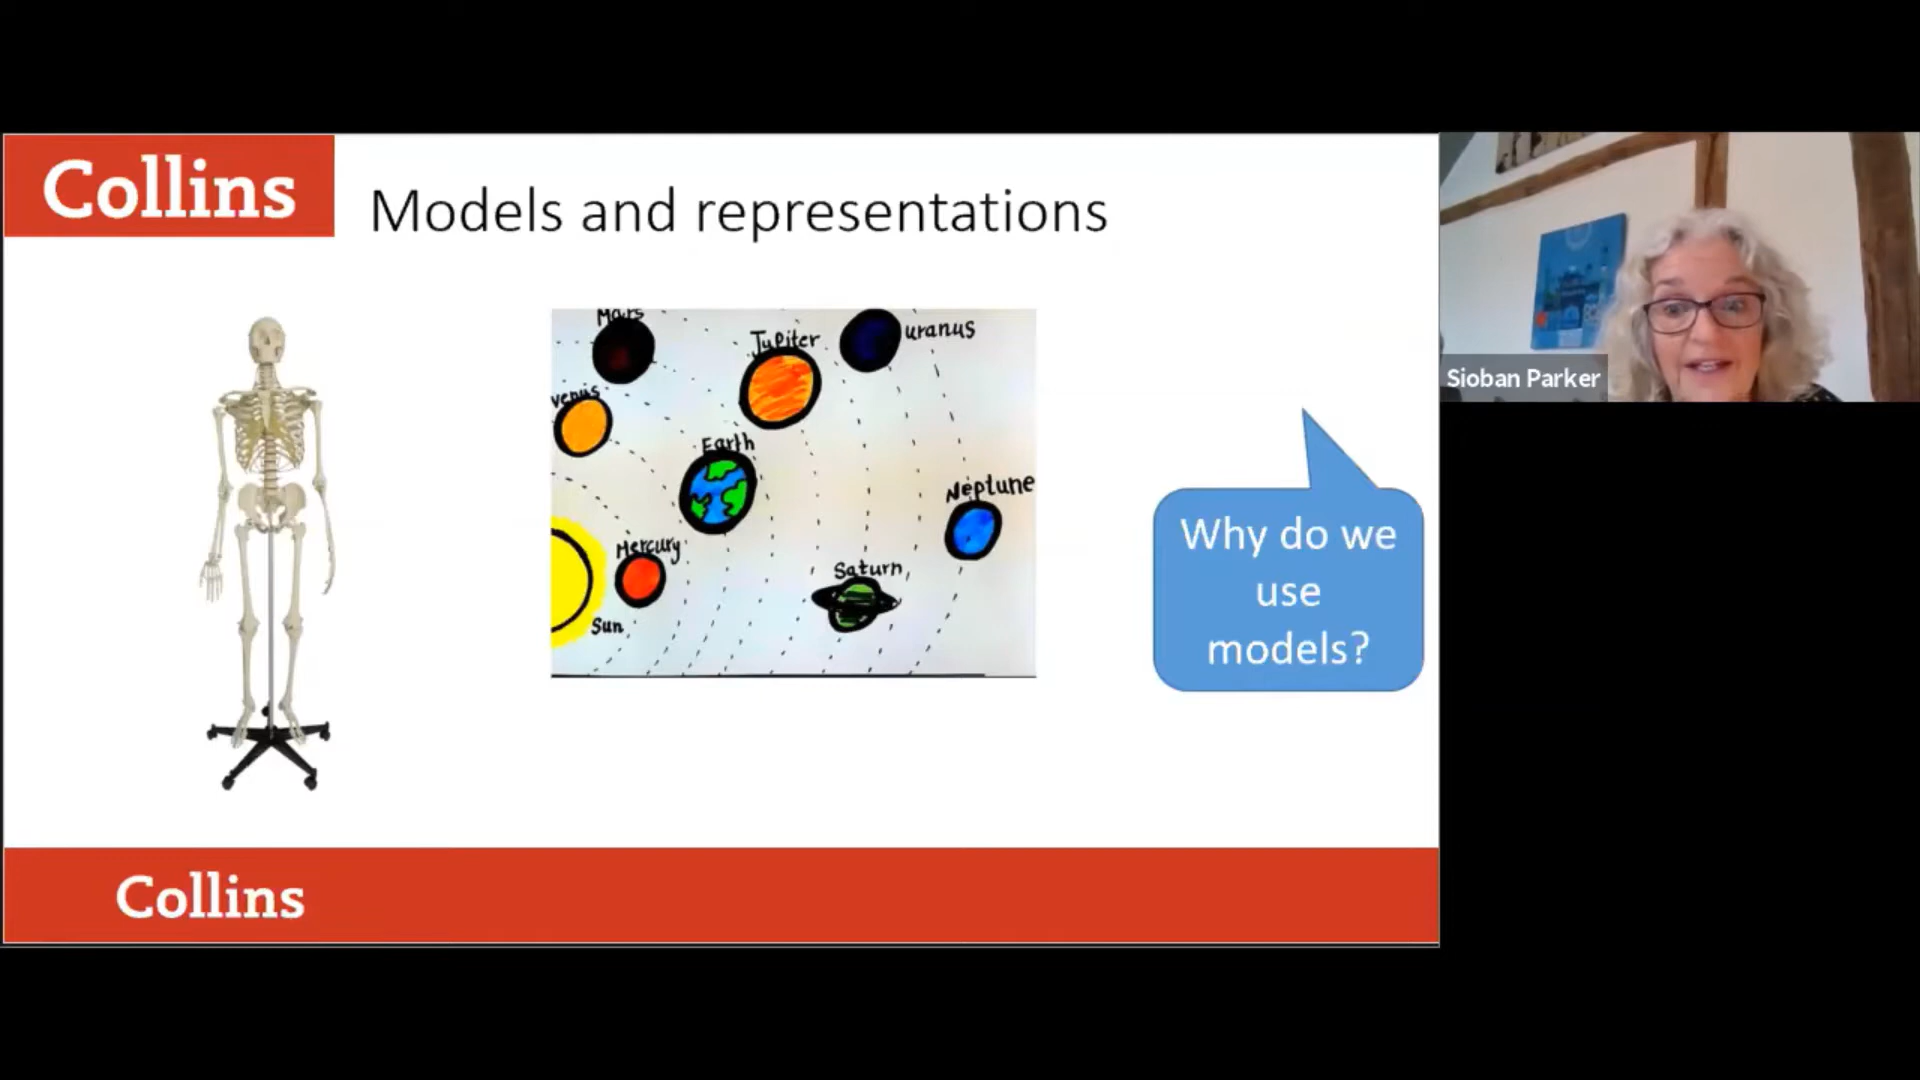 Collins
Models and representations
Mars
Jupiter
uranus
venus
Earth
Neptune
Mercury
Saturn
Sun
Why do we
use
models?
Sioban Parker
Collins